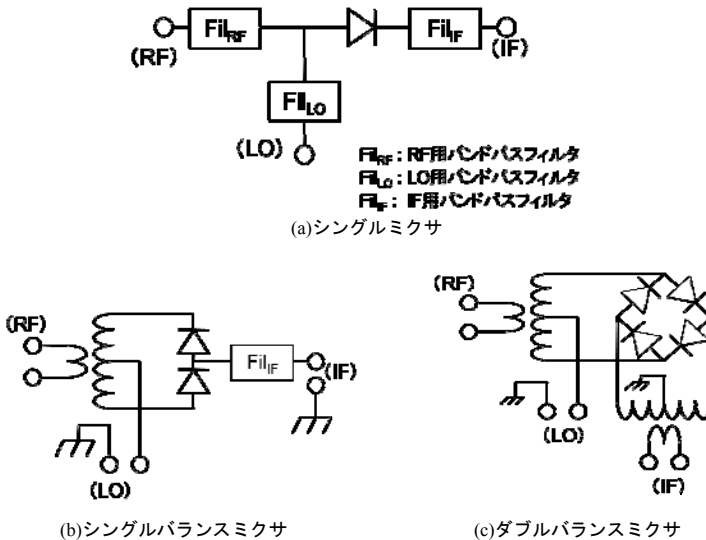 Fil_RF
Fil_IF
(RF)
(IF)
Fil_LO
(LO)
Fil_RF : RF用バンドパスフィルタ
Fil_LO : LO用バンドパスフィルタ
Fil_IF : IF用バンドパスフィルタ
(a)シングルミクサ
(RF)
Fil_IF
(IF)
(LO)
(b)シングルバランスミクサ
(RF)
(LO)
(IF)
(c)ダブルバランスミクサ